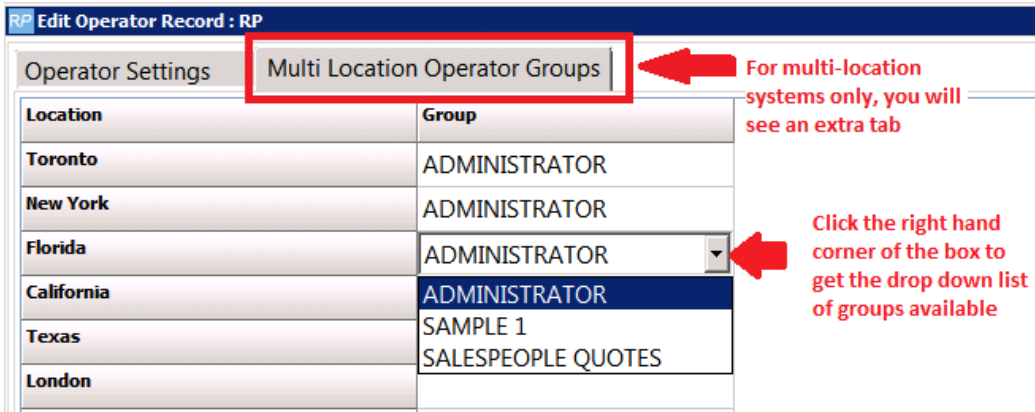 RP Edit Operator Record : RP
Operator Settings
Multi Location Operator Groups
For multi-location
systems only, you will
see an extra tab
Location
Group
Toronto
ADMINISTRATOR
New York
ADMINISTRATOR
Florida
ADMINISTRATOR
Click the right hand
corner of the box to
get the drop down list
of groups available
California
ADMINISTRATOR
SAMPLE 1
Texas
SALESPEOPLE QUOTES
London